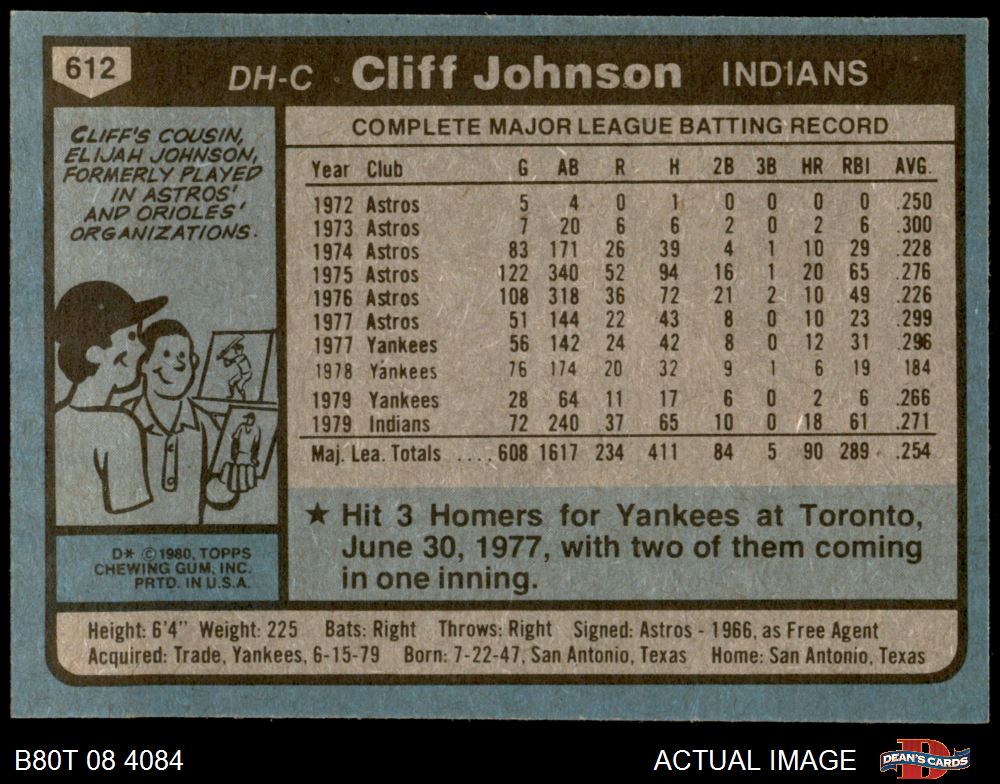 612
DH-C Cliff Johnson INDIANS
CLIFF'S COUSIN,
ELIJAH JOHNSON,
FORMERLY PLAYED
IN ASTROS'
AND ORIOLES'
ORGANIZATIONS.
D* © 1980, TOPPS
CHEWING GUM, INC.
PRTD. IN U.S.A.
COMPLETE MAJOR LEAGUE BATTING RECORD
Year Club G AB R H 2B 3B HR RBI AVG.
1972 Astros 5 4 0 1 0 0 0 0 .250
1973 Astros 7 20 6 6 2 0 2 6 .300
1974 Astros 83 171 26 39 4 1 10 29 .228
1975 Astros 122 340 52 94 16 1 20 65 .276
1976 Astros 108 318 36 72 21 2 10 49 .226
1977 Astros 51 144 22 43 8 0 10 23 .299
1977 Yankees 56 142 24 42 8 0 12 31 .296
1978 Yankees 76 174 20 32 9 1 6 19 184
1979 Yankees 28 64 11 17 6 0 2 6 .266
1979 Indians 72 240 37 65 10 0 18 61 .271
Maj. Lea. Totals .... 608 1617 234 411 84 5 90 289 .254
★ Hit 3 Homers for Yankees at Toronto,
June 30, 1977, with two of them coming
in one inning.
Height: 6'4" Weight: 225 Bats: Right Throws: Right Signed: Astros - 1966, as Free Agent
Acquired: Trade, Yankees, 6-15-79 Born: 7-22-47, San Antonio, Texas Home: San Antonio, Texas
B80T 08 4084 ACTUAL IMAGE
DEAN'S CARDS